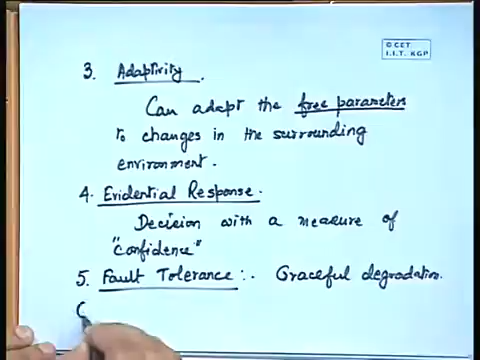 © CET
I.I.T. KGP
3. Adaptivity.
Can adapt the free parameters
to changes in the surrounding
environment.
4. Evidential Response.
Decision with a measure of
"confidence"
5. Fault Tolerance :. Graceful degradation.